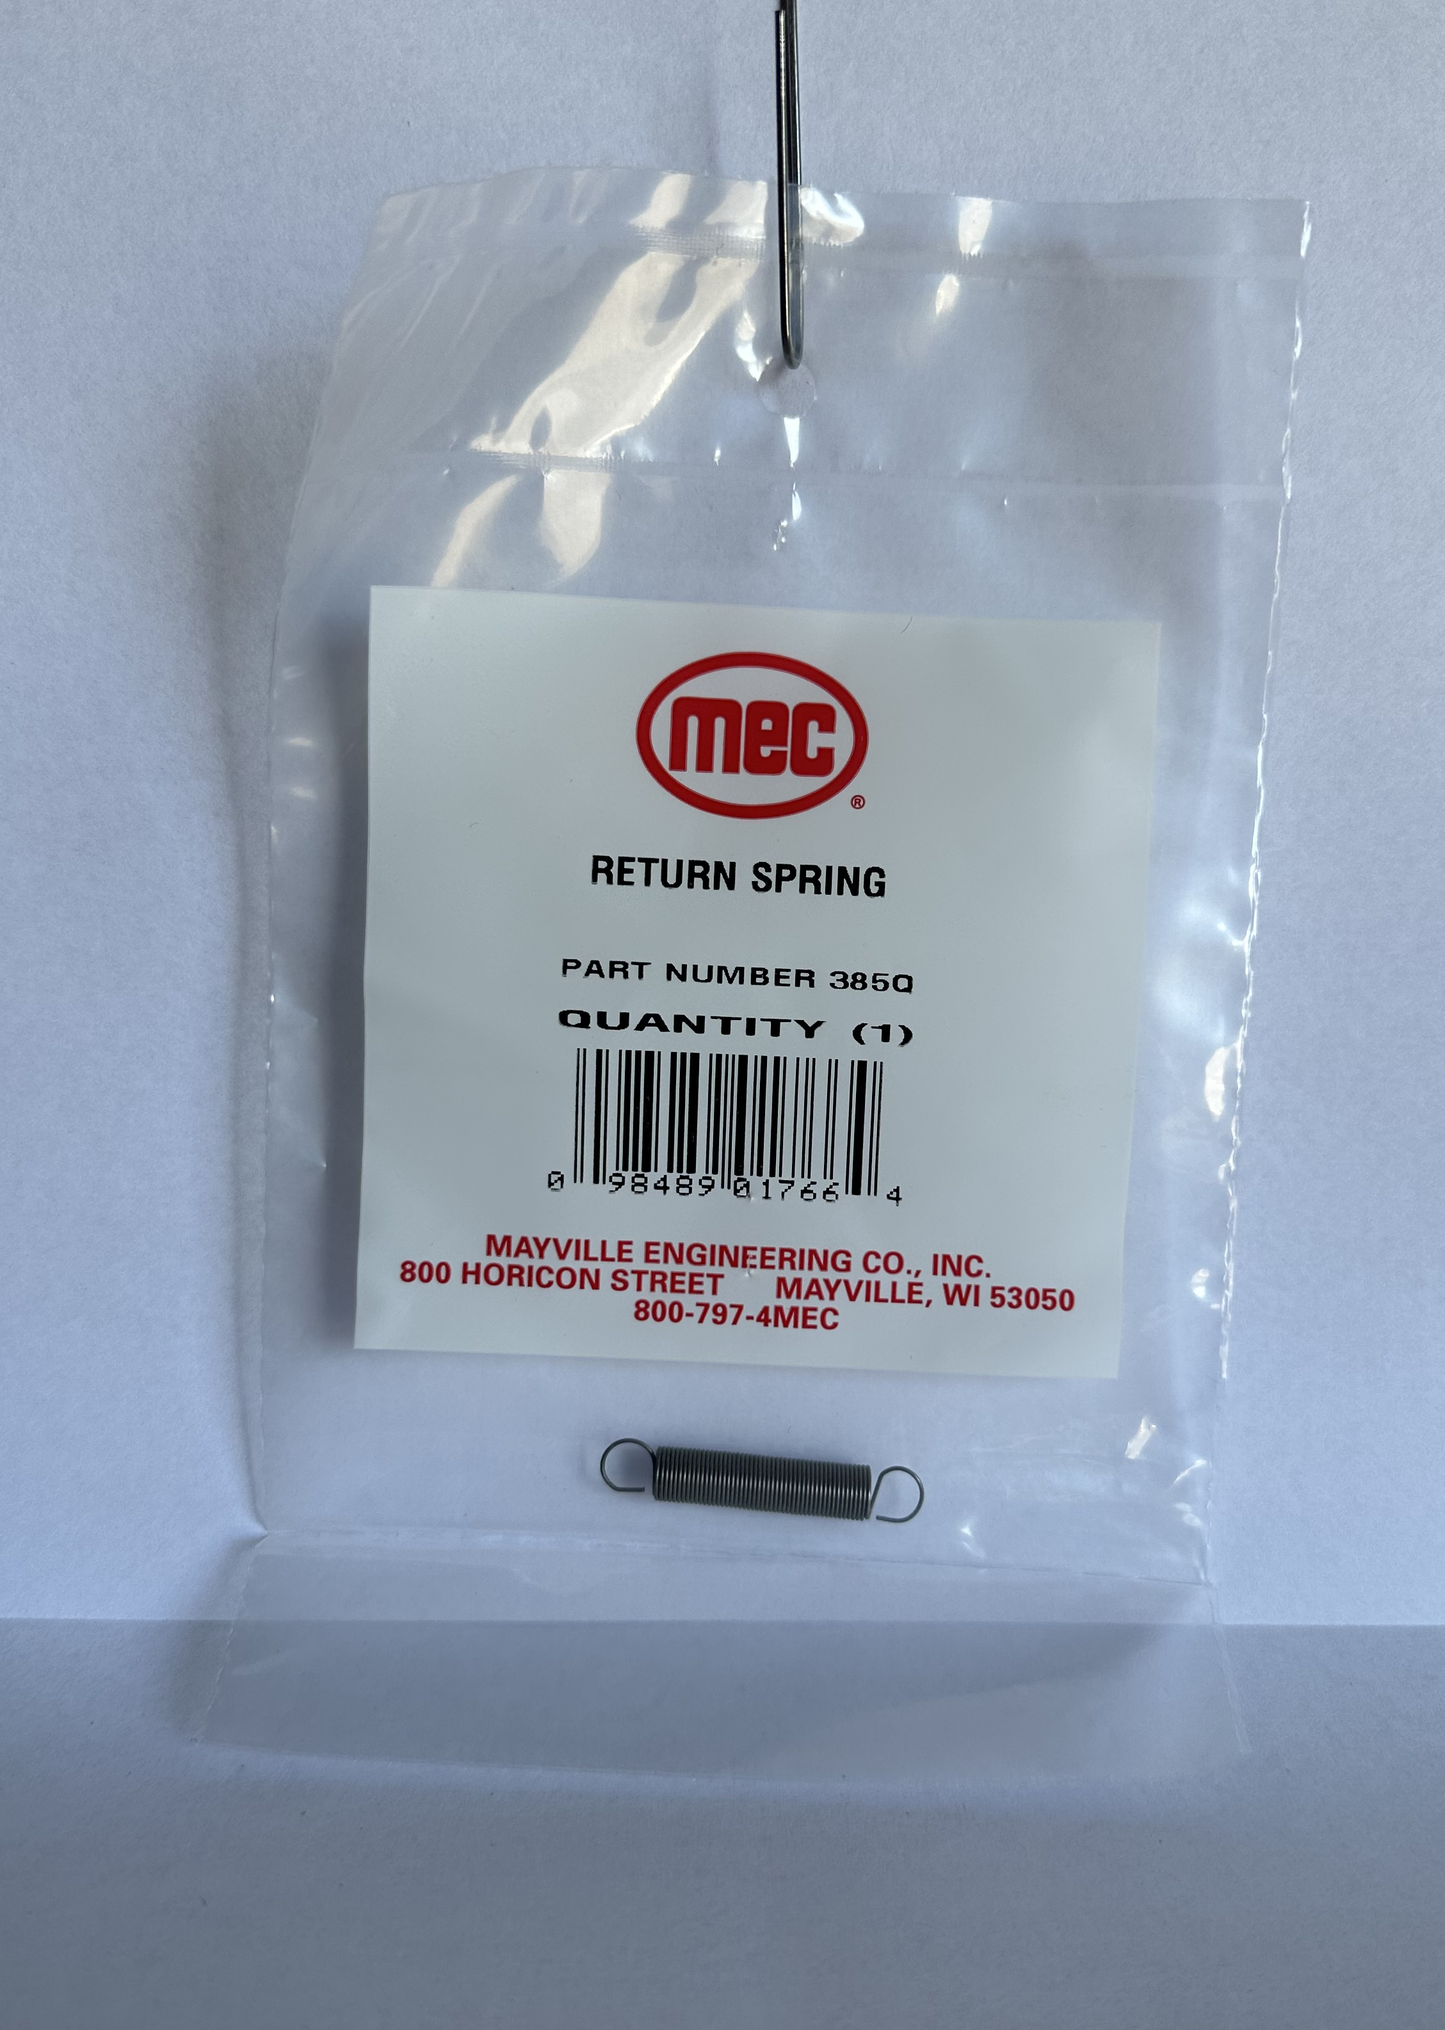 mec
®
RETURN SPRING
PART NUMBER 385Q
QUANTITY (1)
0 98489 01766 4
MAYVILLE ENGINEERING CO., INC.
800 HORICON STREET MAYVILLE, WI 53050
800-797-4MEC